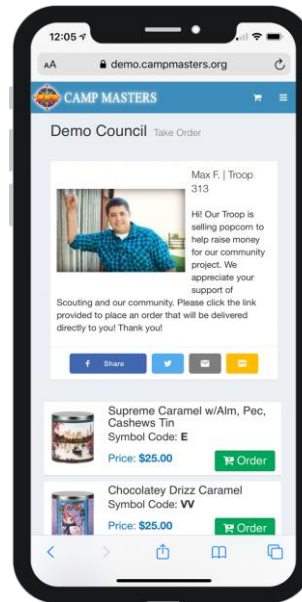 12:05
AA demo.campmasters.org
CAMP MASTERS
Demo Council Take Order
Max F. | Troop
313
Hi! Our Troop is
selling popcorn to
help raise money
for our community
project. We
appreciate your
support of
Scouting and our community. Please click the link
provided to place an order that will be delivered
directly to you! Thank you!
Share
Supreme Caramel w/Alm, Pec,
Cashews Tin
Symbol Code: E
Price: $25.00 Order
Chocolatey Drizz Caramel
Symbol Code: VV
Price: $25.00 Order